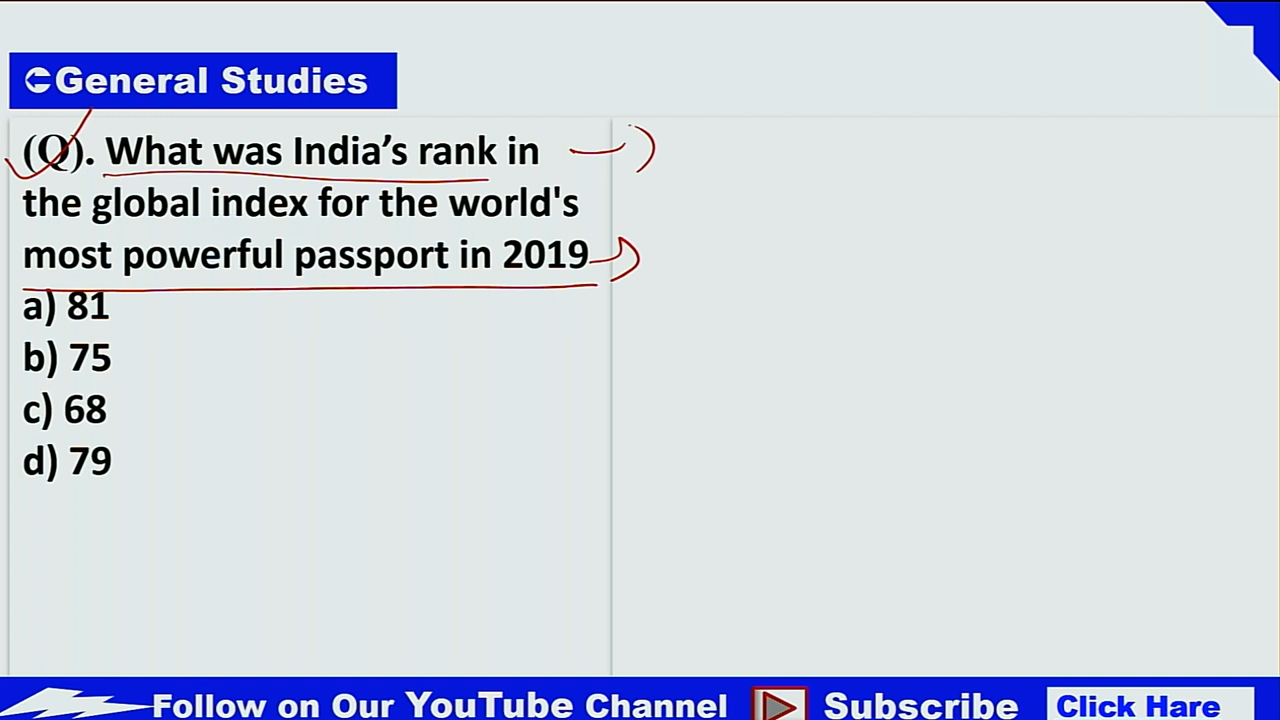 General Studies
(Q). What was India's rank in
the global index for the world's
most powerful passport in 2019
a) 81
b) 75
c) 68
d) 79
Follow on Our YouTube Channel Subscribe Click Hare